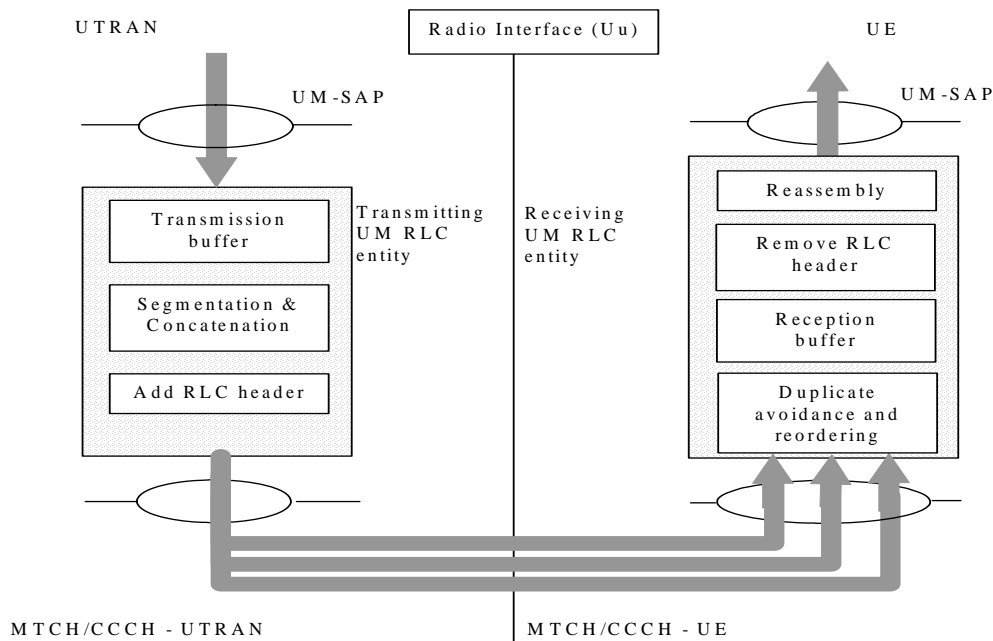 UTRAN
Radio Interface (Uu)
UE
UM-SAP
UM-SAP
Transmission
buffer
Transmitting
UM RLC
entity
Receiving
UM RLC
entity
Reassembly
Remove RLC
header
Segmentation &
Concatenation
Reception
buffer
Add RLC header
Duplicate
avoidance and
reordering
MTCH/CCCH - UTRAN
MTCH/CCCH - UE